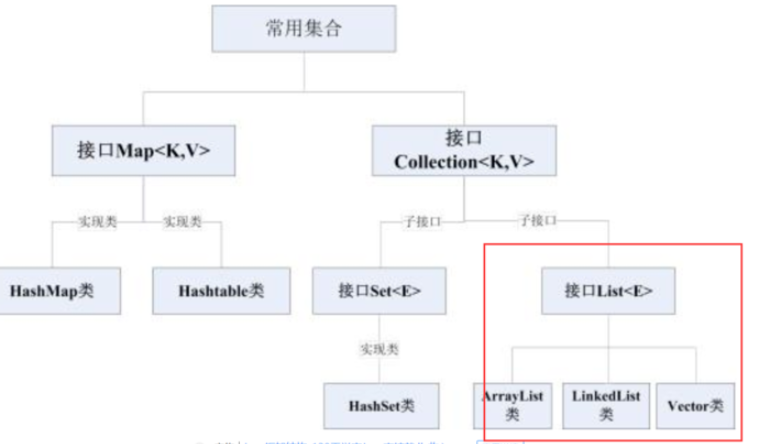 常用集合
接口Map<K,V>
接口
Collection<K,V>
实现类
实现类
子接口
子接口
HashMap类
Hashtable类
接口Set<E>
接口List<E>
实现类
HashSet类
ArrayList
类
LinkedList
类
Vector类